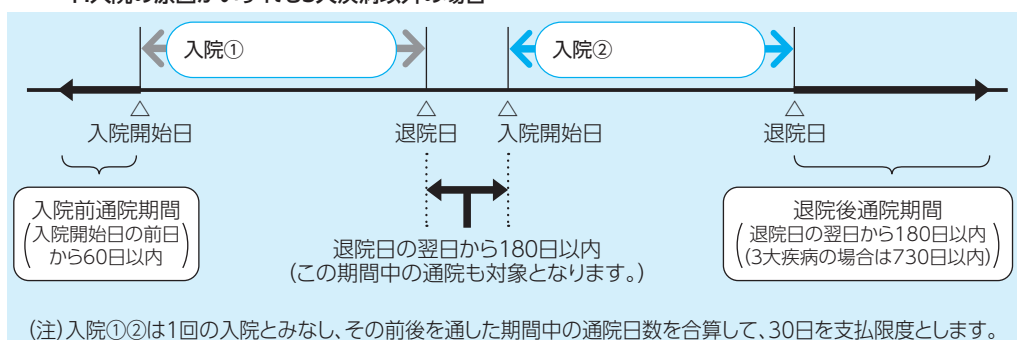 入院①
入院②
△ △ △ △
入院開始日 退院日 入院開始日 退院日
入院前通院期間
(入院開始日の前日
から60日以内)
退院日の翌日から180日以内
(この期間中の通院も対象となります。)
退院後通院期間
(退院日の翌日から180日以内
(3大疾病の場合は730日以内))
(注)入院①②は1回の入院とみなし、その前後を通した期間中の通院日数を合算して、30日を支払限度とします。